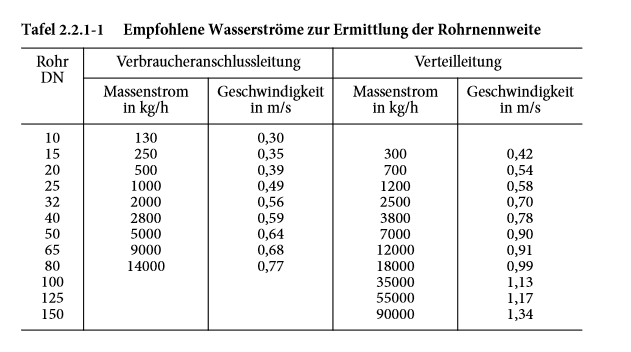 Tafel 2.2.1-1 Empfohlene Wasserströme zur Ermittlung der Rohrnennweite
Rohr DN Verbraucheranschlussleitung Verteilleitung
Massenstrom in kg/h Geschwindigkeit in m/s Massenstrom in kg/h Geschwindigkeit in m/s
10 130 0,30
15 250 0,35 300 0,42
20 500 0,39 700 0,54
25 1000 0,49 1200 0,58
32 2000 0,56 2500 0,70
40 2800 0,59 3800 0,78
50 5000 0,64 7000 0,90
65 9000 0,68 12000 0,91
80 14000 0,77 18000 0,99
100 35000 1,13
125 55000 1,17
150 90000 1,34